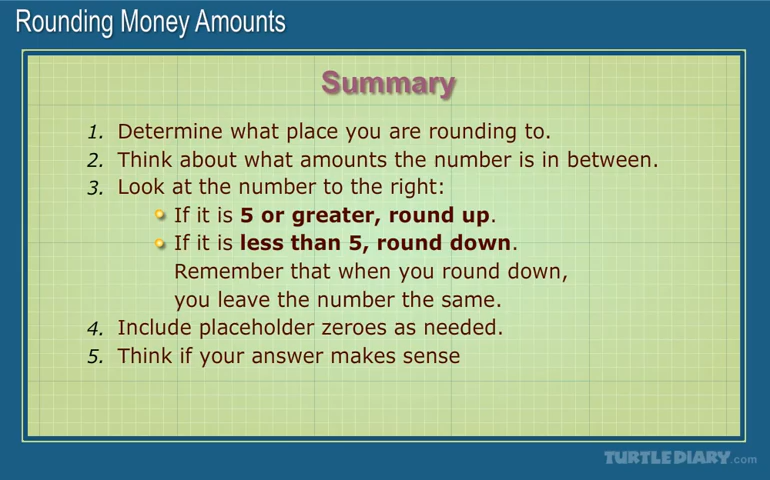 Rounding Money Amounts
Summary
1. Determine what place you are rounding to.
2. Think about what amounts the number is in between.
3. Look at the number to the right:
If it is 5 or greater, round up.
If it is less than 5, round down.
Remember that when you round down,
you leave the number the same.
4. Include placeholder zeroes as needed.
5. Think if your answer makes sense
TURTLEDIARY.com